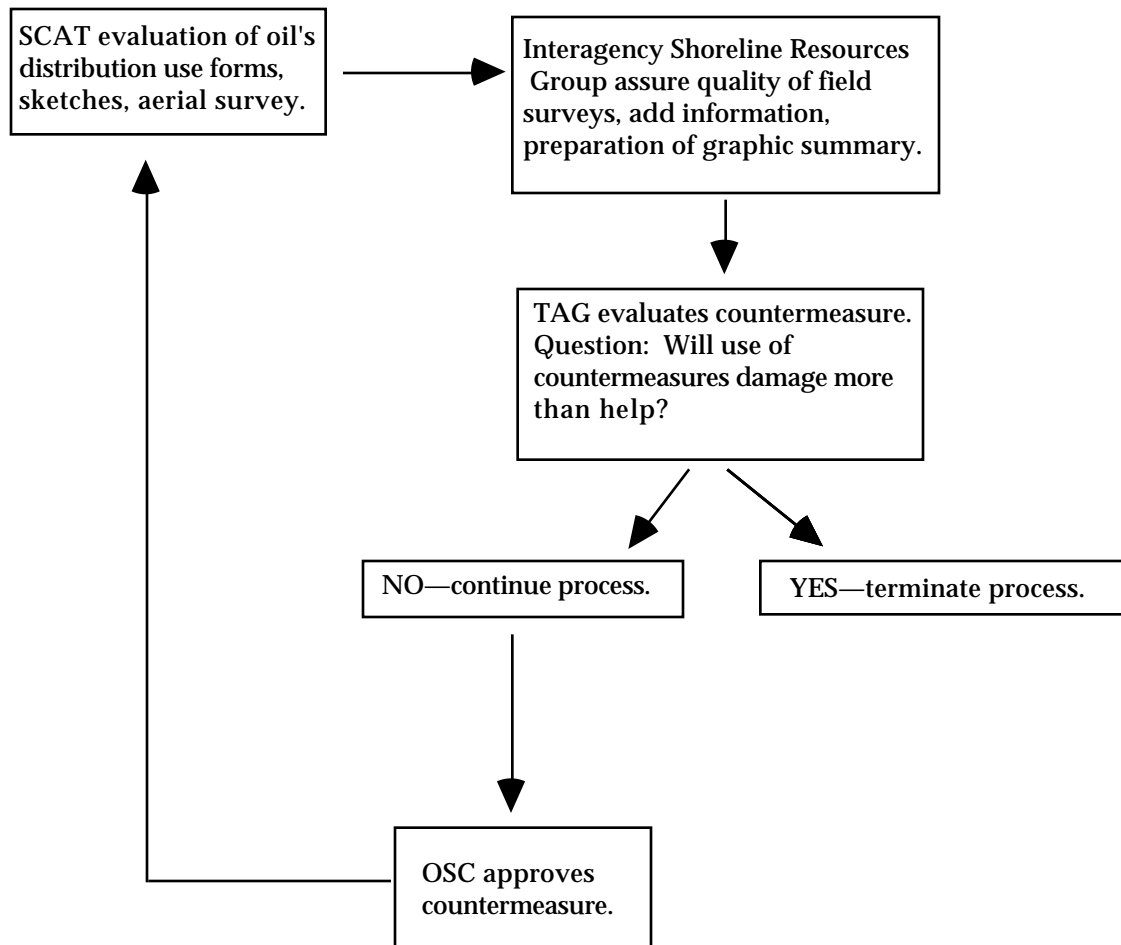 SCAT evaluation of oil's
distribution use forms,
sketches, aerial survey.
Interagency Shoreline Resources
Group assure quality of field
surveys, add information,
preparation of graphic summary.
TAG evaluates countermeasure.
Question: Will use of
countermeasures damage more
than help?
NO—continue process.
YES—terminate process.
OSC approves
countermeasure.